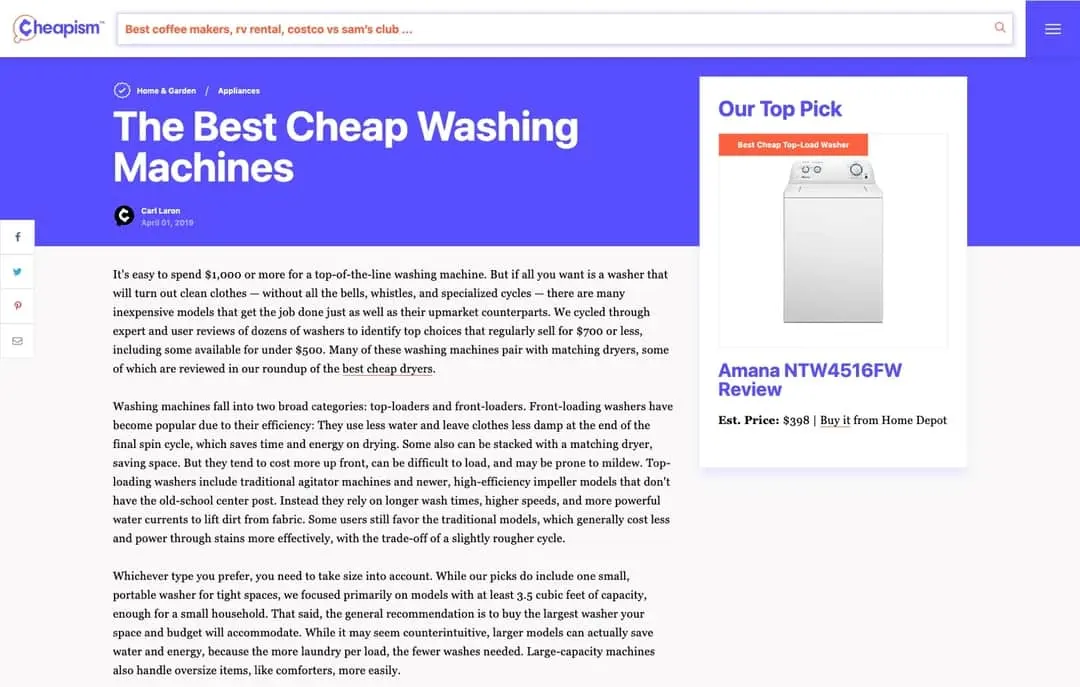 Cheapism™
Best coffee makers, rv rental, costco vs sam's club ...
Home & Garden / Appliances
The Best Cheap Washing
Machines
Carl Laron
April 01, 2019
It's easy to spend $1,000 or more for a top-of-the-line washing machine. But if all you want is a washer that
will turn out clean clothes — without all the bells, whistles, and specialized cycles — there are many
inexpensive models that get the job done just as well as their upmarket counterparts. We cycled through
expert and user reviews of dozens of washers to identify top choices that regularly sell for $700 or less,
including some available for under $500. Many of these washing machines pair with matching dryers, some
of which are reviewed in our roundup of the best cheap dryers.
Washing machines fall into two broad categories: top-loaders and front-loaders. Front-loading washers have
become popular due to their efficiency: They use less water and leave clothes less damp at the end of the
final spin cycle, which saves time and energy on drying. Some also can be stacked with a matching dryer,
saving space. But they tend to cost more up front, can be difficult to load, and may be prone to mildew. Top-
loading washers include traditional agitator machines and newer, high-efficiency impeller models that don't
have the old-school center post. Instead they rely on longer wash times, higher speeds, and more powerful
water currents to lift dirt from fabric. Some users still favor the traditional models, which generally cost less
and power through stains more effectively, with the trade-off of a slightly rougher cycle.
Whichever type you prefer, you need to take size into account. While our picks do include one small,
portable washer for tight spaces, we focused primarily on models with at least 3.5 cubic feet of capacity,
enough for a small household. That said, the general recommendation is to buy the largest washer your
space and budget will accommodate. While it may seem counterintuitive, larger models can actually save
water and energy, because the more laundry per load, the fewer washes needed. Large-capacity machines
also handle oversize items, like comforters, more easily.
Our Top Pick
Best Cheap Top-Load Washer
Amana NTW4516FW
Review
Est. Price: $398 | Buy it from Home Depot